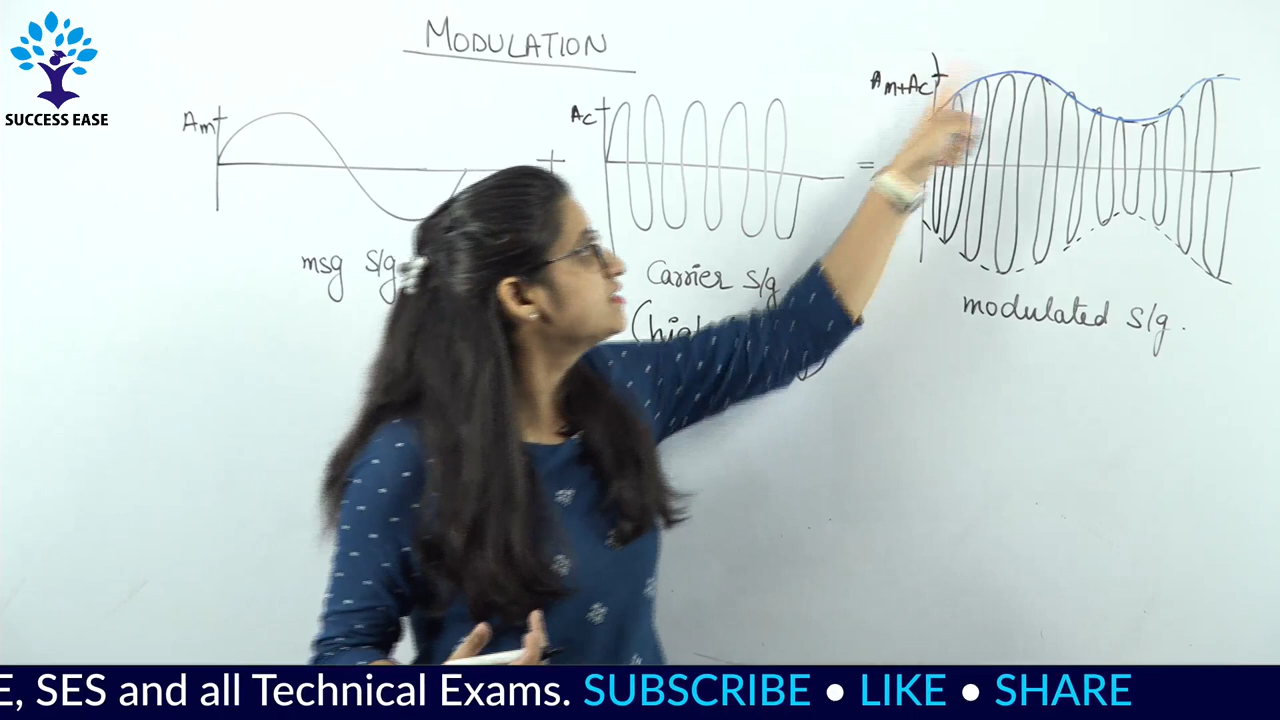 SUCCESS EASE
MODULATION
Am
+
Ac
=
Am+Ac
msg s/g
Carrier s/g
modulated s/g.
SES and all Technical Exams. SUBSCRIBE • LIKE • SHARE